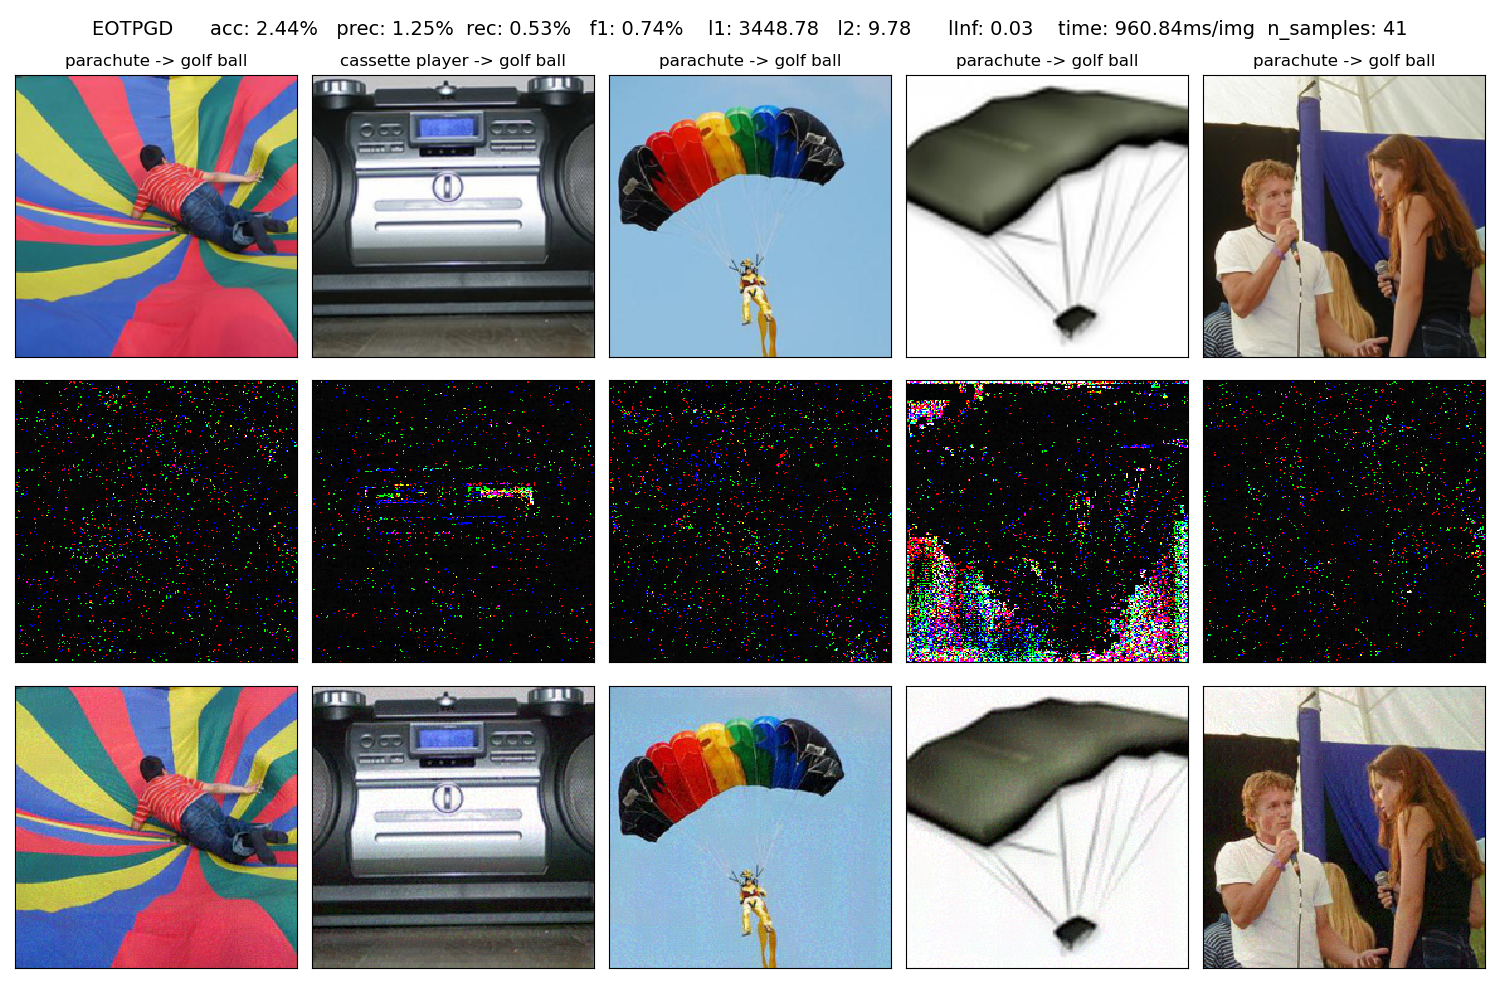 EOTPGD acc: 2.44% prec: 1.25% rec: 0.53% f1: 0.74% l1: 3448.78 l2: 9.78 lInf: 0.03 time: 960.84ms/img n_samples: 41
parachute -> golf ball
cassette player -> golf ball
parachute -> golf ball
parachute -> golf ball
parachute -> golf ball